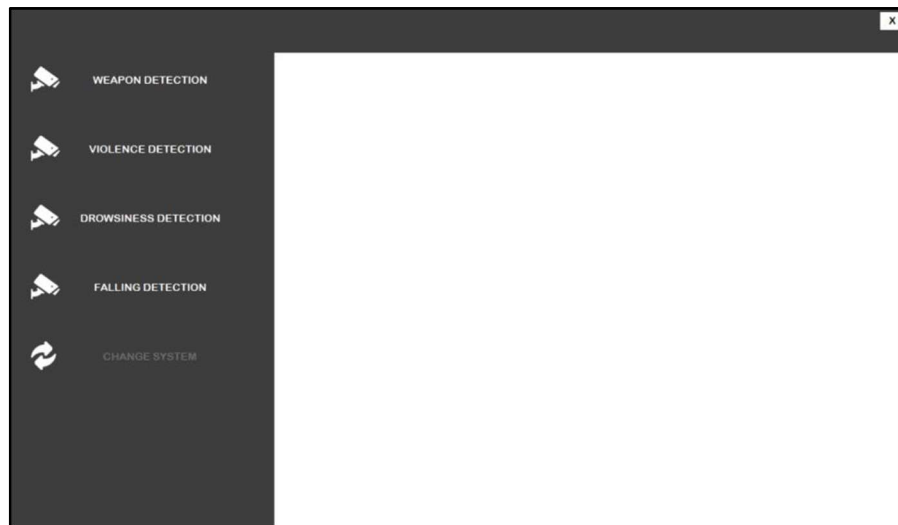 X
WEAPON DETECTION
VIOLENCE DETECTION
DROWSINESS DETECTION
FALLING DETECTION
CHANGE SYSTEM